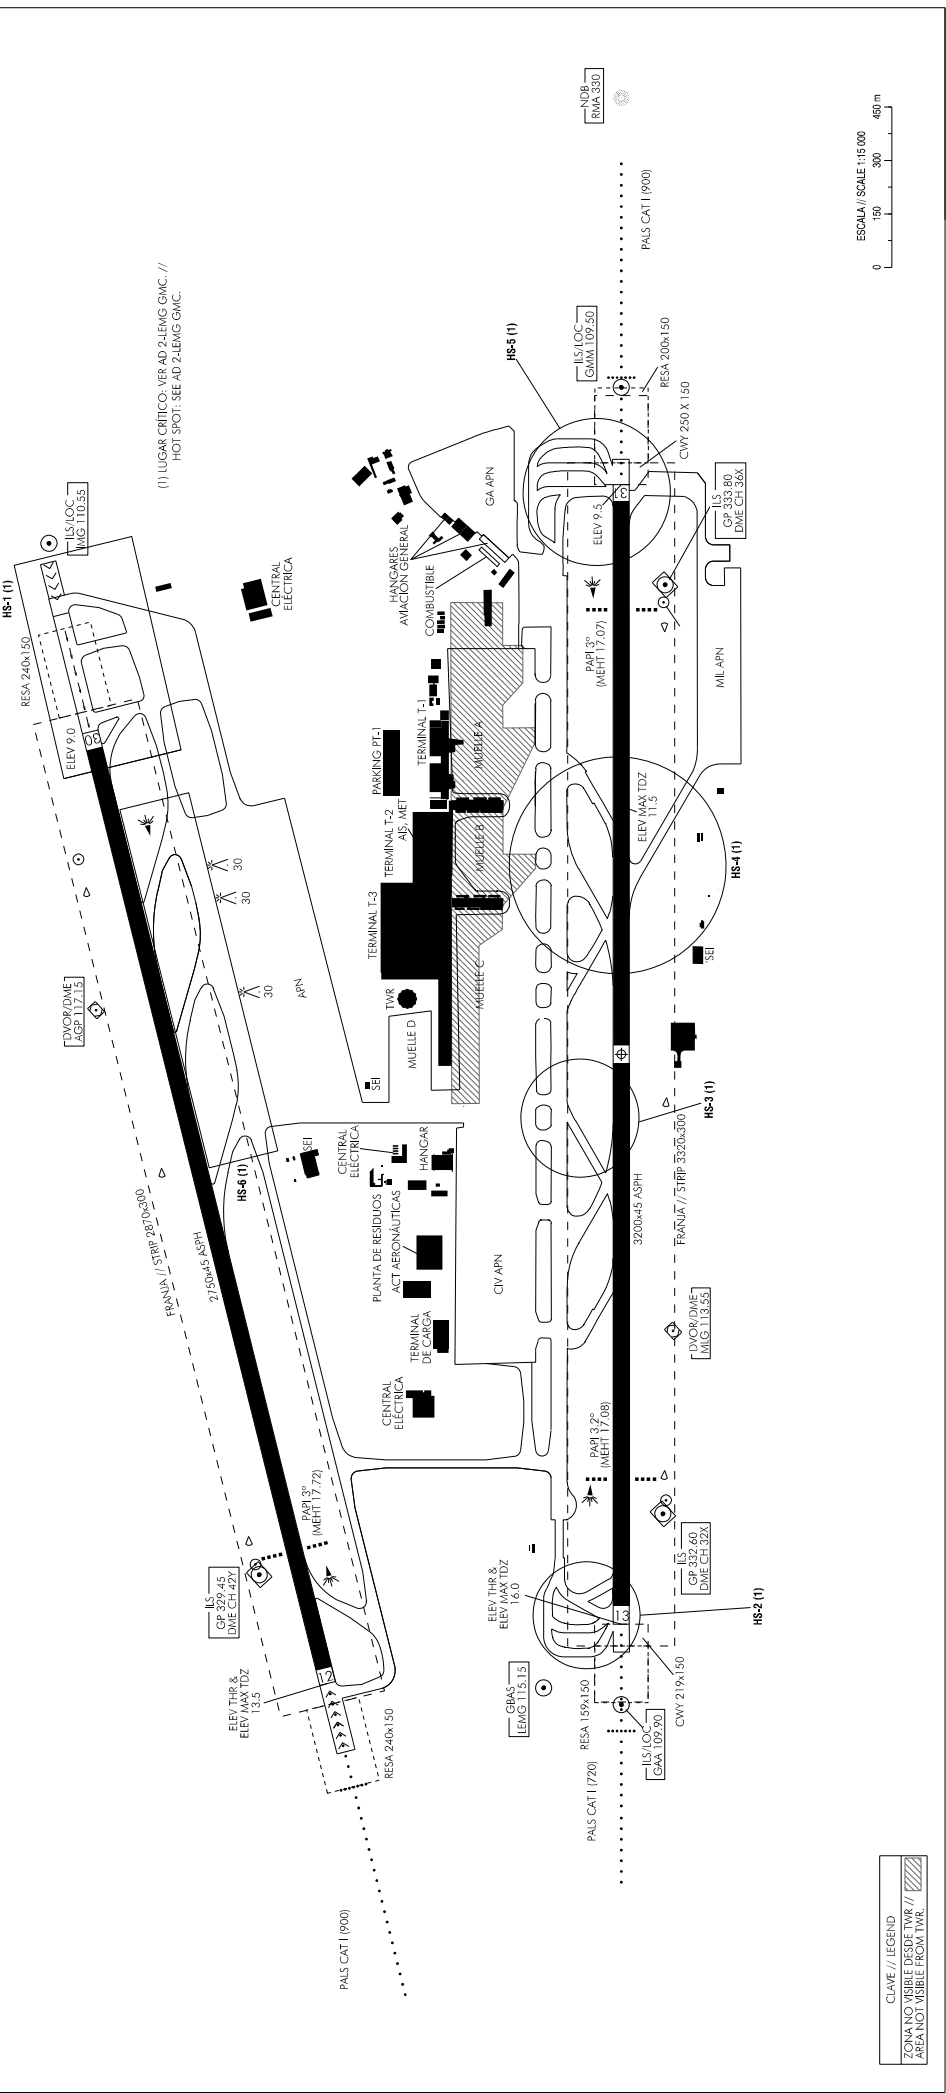 NDB
RMA 330
PALS CAT I (900)
ESCALA // SCALE 1:15 000
0
150
300
450 m
(1) LUGAR CRÍTICO: VER AD 2-LEMG GMC. //
HOT SPOT: SEE AD 2-LEMG GMC.
HS-1 (1)
ILS/LOC
IMG 110.55
RESA 240x150
ELEV 9.0
30
CENTRAL
ELÉCTRICA
HANGARES
AVIACIÓN GENERAL
COMBUSTIBLE
GA APN
HS-5 (1)
ILS/LOC
GMM 109.50
RESA 200x150
CWY 250 X 150
ELEV 9.5
31
ILS
GP 333.80
DME CH 36X
PAPI 3º
(MEHT 17.07)
MIL APN
PARKING PT-1
TERMINAL T-1
MUELLE A
TERMINAL T-2
AIS, MET
MUELLE B
TERMINAL T-3
MUELLE C
TWR
MUELLE D
SEI
ELEV MAX TDZ
11.5
HS-4 (1)
SEI
30
30
30
APN
DVOR/DME
AGP 117.15
FRANJA // STRIP 2870x300
2750x45 ASPH
HS-6 (1)
SEI
CENTRAL
ELÉCTRICA
HANGAR
PLANTA DE RESIDUOS
ACT AERONÁUTICAS
TERMINAL
DE CARGA
CENTRAL
ELÉCTRICA
CIV APN
HS-3 (1)
3200x45 ASPH
FRANJA // STRIP 3320x300
DVOR/DME
MLG 113.55
PAPI 3.2º
(MEHT 17.08)
ILS
GP 332.60
DME CH 32X
PAPI 3º
(MEHT 17.72)
ILS
GP 329.45
DME CH 42Y
12
ELEV THR &
ELEV MAX TDZ
13.5
RESA 240x150
PALS CAT I (900)
ELEV THR &
ELEV MAX TDZ
16.0
13
HS-2 (1)
GBAS
LEMG 115.15
RESA 159x150
CWY 219x150
ILS/LOC
GAA 109.90
PALS CAT I (720)
CLAVE // LEGEND
ZONA NO VISIBLE DESDE TWR //
AREA NOT VISIBLE FROM TWR.